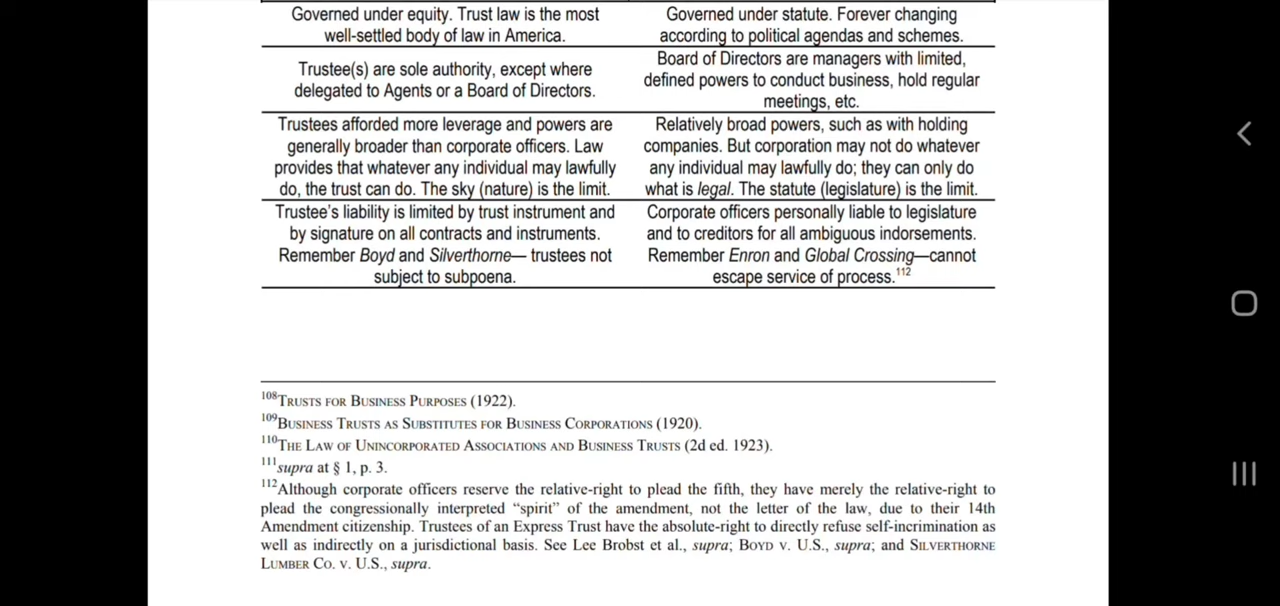 Governed under equity. Trust law is the most
well-settled body of law in America.
Governed under statute. Forever changing
according to political agendas and schemes.
Trustee(s) are sole authority, except where
delegated to Agents or a Board of Directors.
Board of Directors are managers with limited,
defined powers to conduct business, hold regular
meetings, etc.
Trustees afforded more leverage and powers are
generally broader than corporate officers. Law
provides that whatever any individual may lawfully
do, the trust can do. The sky (nature) is the limit.
Relatively broad powers, such as with holding
companies. But corporation may not do whatever
any individual may lawfully do; they can only do
what is legal. The statute (legislature) is the limit.
Trustee's liability is limited by trust instrument and
by signature on all contracts and instruments.
Remember Boyd and Silverthorne— trustees not
subject to subpoena.
Corporate officers personally liable to legislature
and to creditors for all ambiguous indorsements.
Remember Enron and Global Crossing—cannot
escape service of process.112
108TRUSTS FOR BUSINESS PURPOSES (1922).
109BUSINESS TRUSTS AS SUBSTITUTES FOR BUSINESS CORPORATIONS (1920).
110THE LAW OF UNINCORPORATED ASSOCIATIONS AND BUSINESS TRUSTS (2d ed. 1923).
111supra at § 1, p. 3.
112Although corporate officers reserve the relative-right to plead the fifth, they have merely the relative-right to
plead the congressionally interpreted "spirit" of the amendment, not the letter of the law, due to their 14th
Amendment citizenship. Trustees of an Express Trust have the absolute-right to directly refuse self-incrimination as
well as indirectly on a jurisdictional basis. See Lee Brobst et al., supra; BOYD V. U.S., supra; and SILVERTHORNE
LUMBER CO. V. U.S., supra.